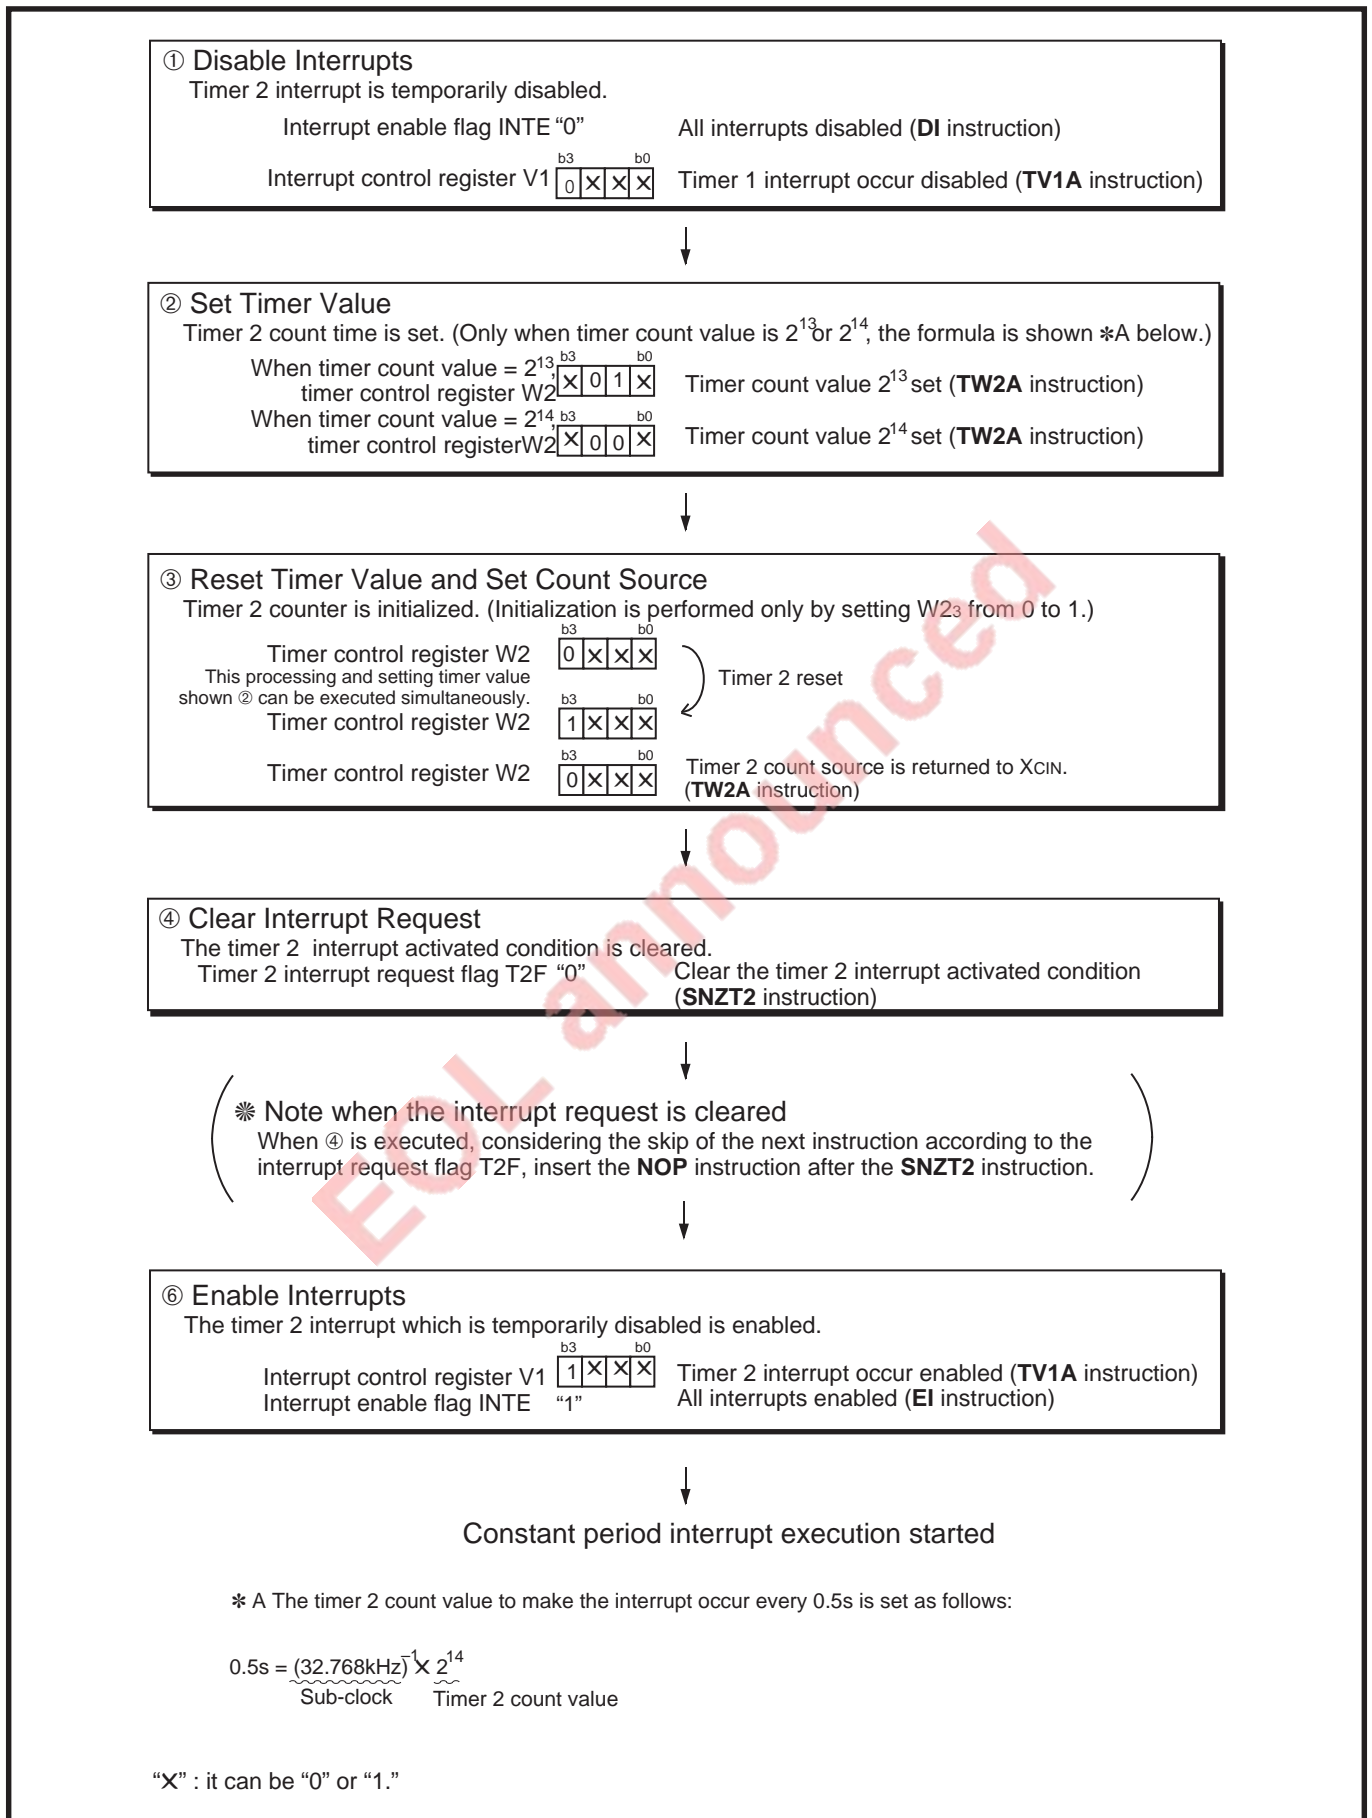 ① Disable Interrupts
Timer 2 interrupt is temporarily disabled.
Interrupt enable flag INTE “0” All interrupts disabled (DI instruction)
b3 b0
Interrupt control register V1 0 ✕ ✕ ✕ Timer 1 interrupt occur disabled (TV1A instruction)
② Set Timer Value
Timer 2 count time is set. (Only when timer count value is 2^13 or 2^14, the formula is shown ✻A below.)
When timer count value = 2^13, b3 b0
timer control register W2 ✕ 0 1 ✕ Timer count value 2^13 set (TW2A instruction)
When timer count value = 2^14, b3 b0
timer control registerW2 ✕ 0 0 ✕ Timer count value 2^14 set (TW2A instruction)
③ Reset Timer Value and Set Count Source
Timer 2 counter is initialized. (Initialization is performed only by setting W23 from 0 to 1.)
b3 b0
Timer control register W2 0 ✕ ✕ ✕
This processing and setting timer value Timer 2 reset
shown ② can be executed simultaneously.
b3 b0
Timer control register W2 1 ✕ ✕ ✕
b3 b0
Timer control register W2 0 ✕ ✕ ✕ Timer 2 count source is returned to XCIN.
(TW2A instruction)
④ Clear Interrupt Request
The timer 2 interrupt activated condition is cleared.
Timer 2 interrupt request flag T2F “0” Clear the timer 2 interrupt activated condition
(SNZT2 instruction)
❋ Note when the interrupt request is cleared
When ④ is executed, considering the skip of the next instruction according to the
interrupt request flag T2F, insert the NOP instruction after the SNZT2 instruction.
⑥ Enable Interrupts
The timer 2 interrupt which is temporarily disabled is enabled.
b3 b0
Interrupt control register V1 1 ✕ ✕ ✕ Timer 2 interrupt occur enabled (TV1A instruction)
Interrupt enable flag INTE “1” All interrupts enabled (EI instruction)
Constant period interrupt execution started
✻ A The timer 2 count value to make the interrupt occur every 0.5s is set as follows:
0.5s = (32.768kHz)^–1 ✕ 2^14
Sub-clock Timer 2 count value
“✕” : it can be “0” or “1.”
EOL announced